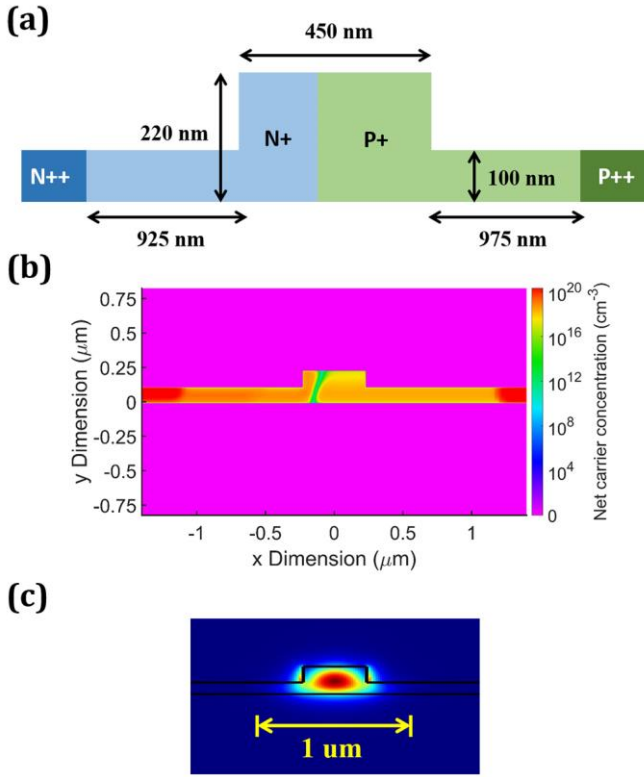 (a)
450 nm
220 nm
N+
P+
N++
100 nm
P++
925 nm
975 nm
(b)
0.75
0.5
0.25
0
-0.25
-0.5
-0.75
y Dimension (μm)
-1
-0.5
0
0.5
1
x Dimension (μm)
10^20
10^16
10^12
10^4
0
Net carrier concentration (cm^-3)
(c)
1 um